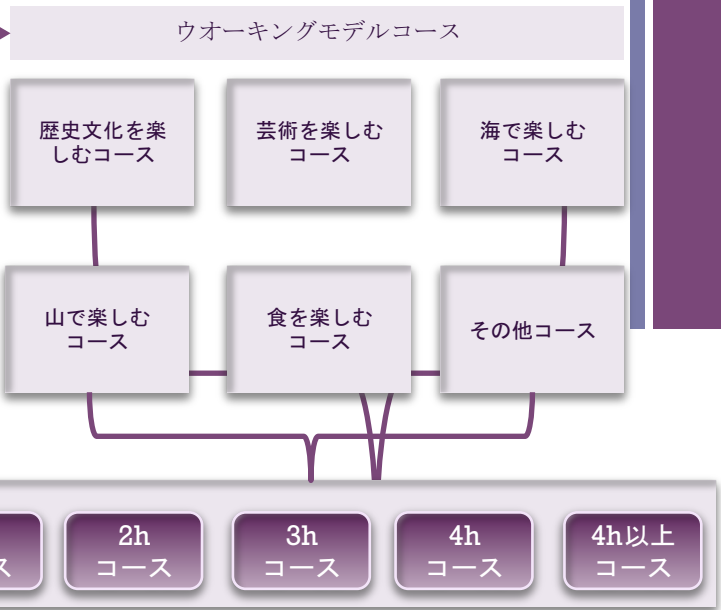 ウオーキングモデルコース
歴史文化を楽
しむコース
芸術を楽しむ
コース
海で楽しむ
コース
山で楽しむ
コース
食を楽しむ
コース
その他コース
ス
2h
コース
3h
コース
4h
コース
4h以上
コース